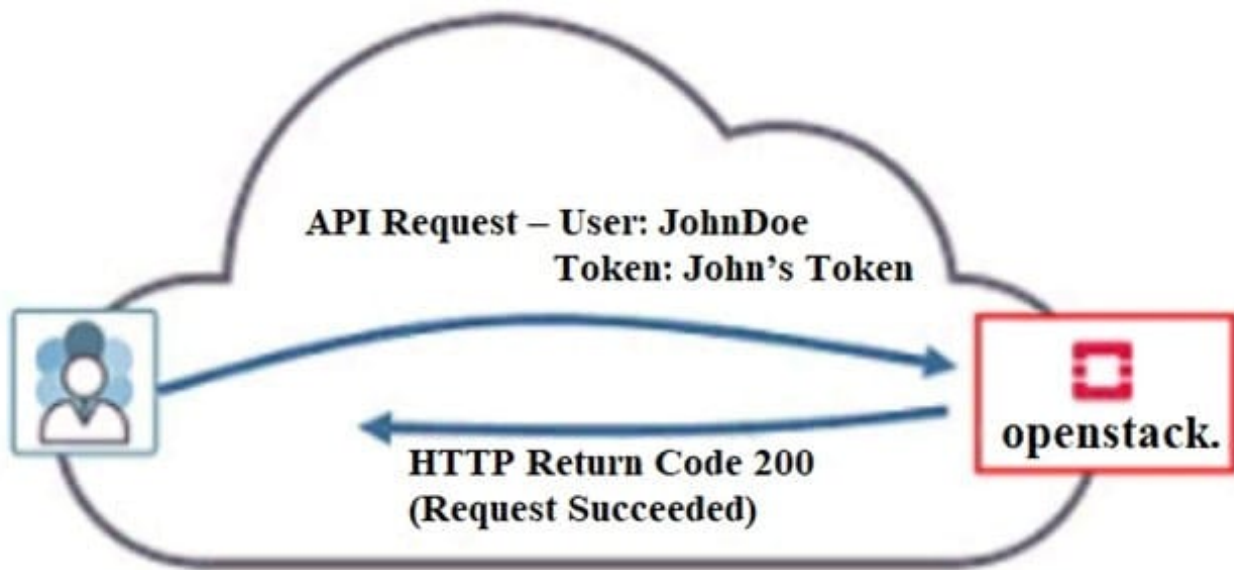 API Request – User: JohnDoe
Token: John’s Token
openstack.
HTTP Return Code 200
(Request Succeeded)